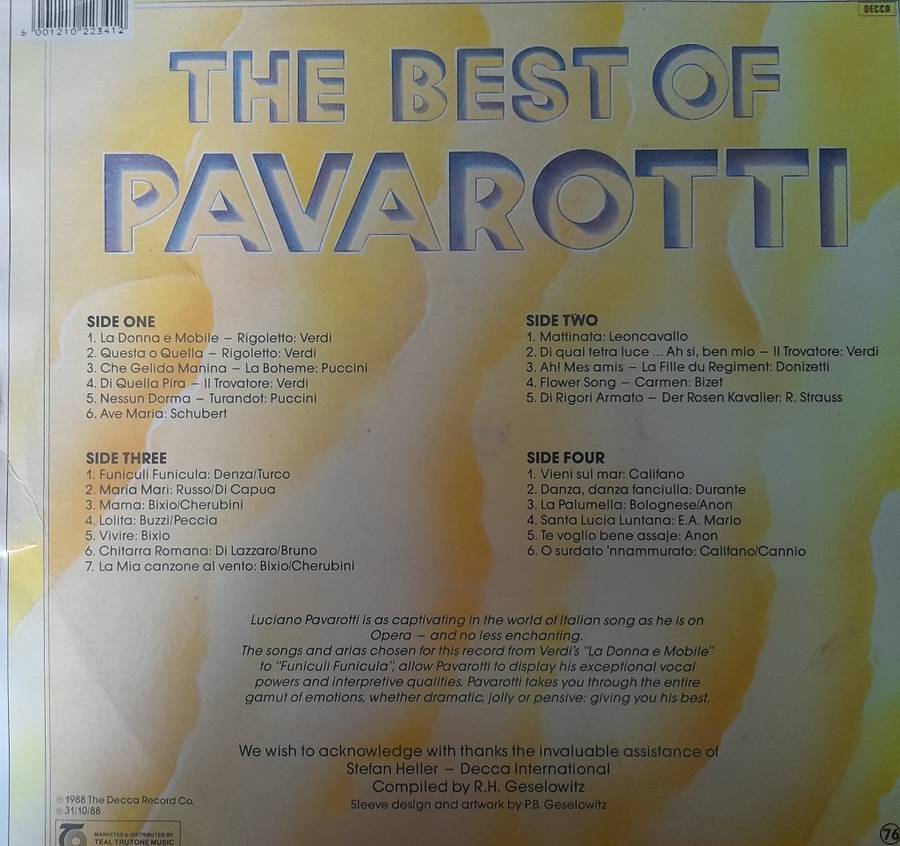 6 001210 223412
DECCA
THE BEST OF
PAVAROTTI
SIDE ONE
1. La Donna e Mobile – Rigoletto: Verdi
2. Questa o Quella – Rigoletto: Verdi
3. Che Gelida Manina – La Boheme: Puccini
4. Di Quella Pira – Il Trovatore: Verdi
5. Nessun Dorma – Turandot: Puccini
6. Ave Maria: Schubert
SIDE TWO
1. Mattinata: Leoncavallo
2. Di qual tetra luce ... Ah si, ben mio – Il Trovatore: Verdi
3. Ah! Mes amis – La Fille du Regiment: Donizetti
4. Flower Song – Carmen: Bizet
5. Di Rigori Armato – Der Rosen Kavalier: R. Strauss
SIDE THREE
1. Funiculi Funicula: Denza/Turco
2. Maria Mari: Russo/Di Capua
3. Mama: Bixio/Cherubini
4. Lolita: Buzzi/Peccia
5. Vivire: Bixio
6. Chitarra Romana: Di Lazzaro/Bruno
7. La Mia canzone al vento: Bixio/Cherubini
SIDE FOUR
1. Vieni sul mar: Califano
2. Danza, danza fanciulla: Durante
3. La Palumella: Bolognese/Anon
4. Santa Lucia Luntana: E.A. Mario
5. Te voglio bene assaje: Anon
6. O surdato 'nnammurato: Califano/Cannio
Luciano Pavarotti is as captivating in the world of Italian song as he is on
Opera – and no less enchanting.
The songs and arias chosen for this record from Verdi's "La Donna e Mobile"
to "Funiculi Funicula", allow Pavarotti to display his exceptional vocal
powers and interpretive qualities. Pavarotti takes you through the entire
gamut of emotions, whether dramatic, jolly or pensive: giving you his best.
We wish to acknowledge with thanks the invaluable assistance of
Stefan Heller – Decca International
Compiled by R.H. Geselowitz
Sleeve design and artwork by P.B. Geselowitz
℗ 1988 The Decca Record Co.
℗ 31/10/88
MARKETED & DISTRIBUTED BY
TEAL TRUTONE MUSIC
76